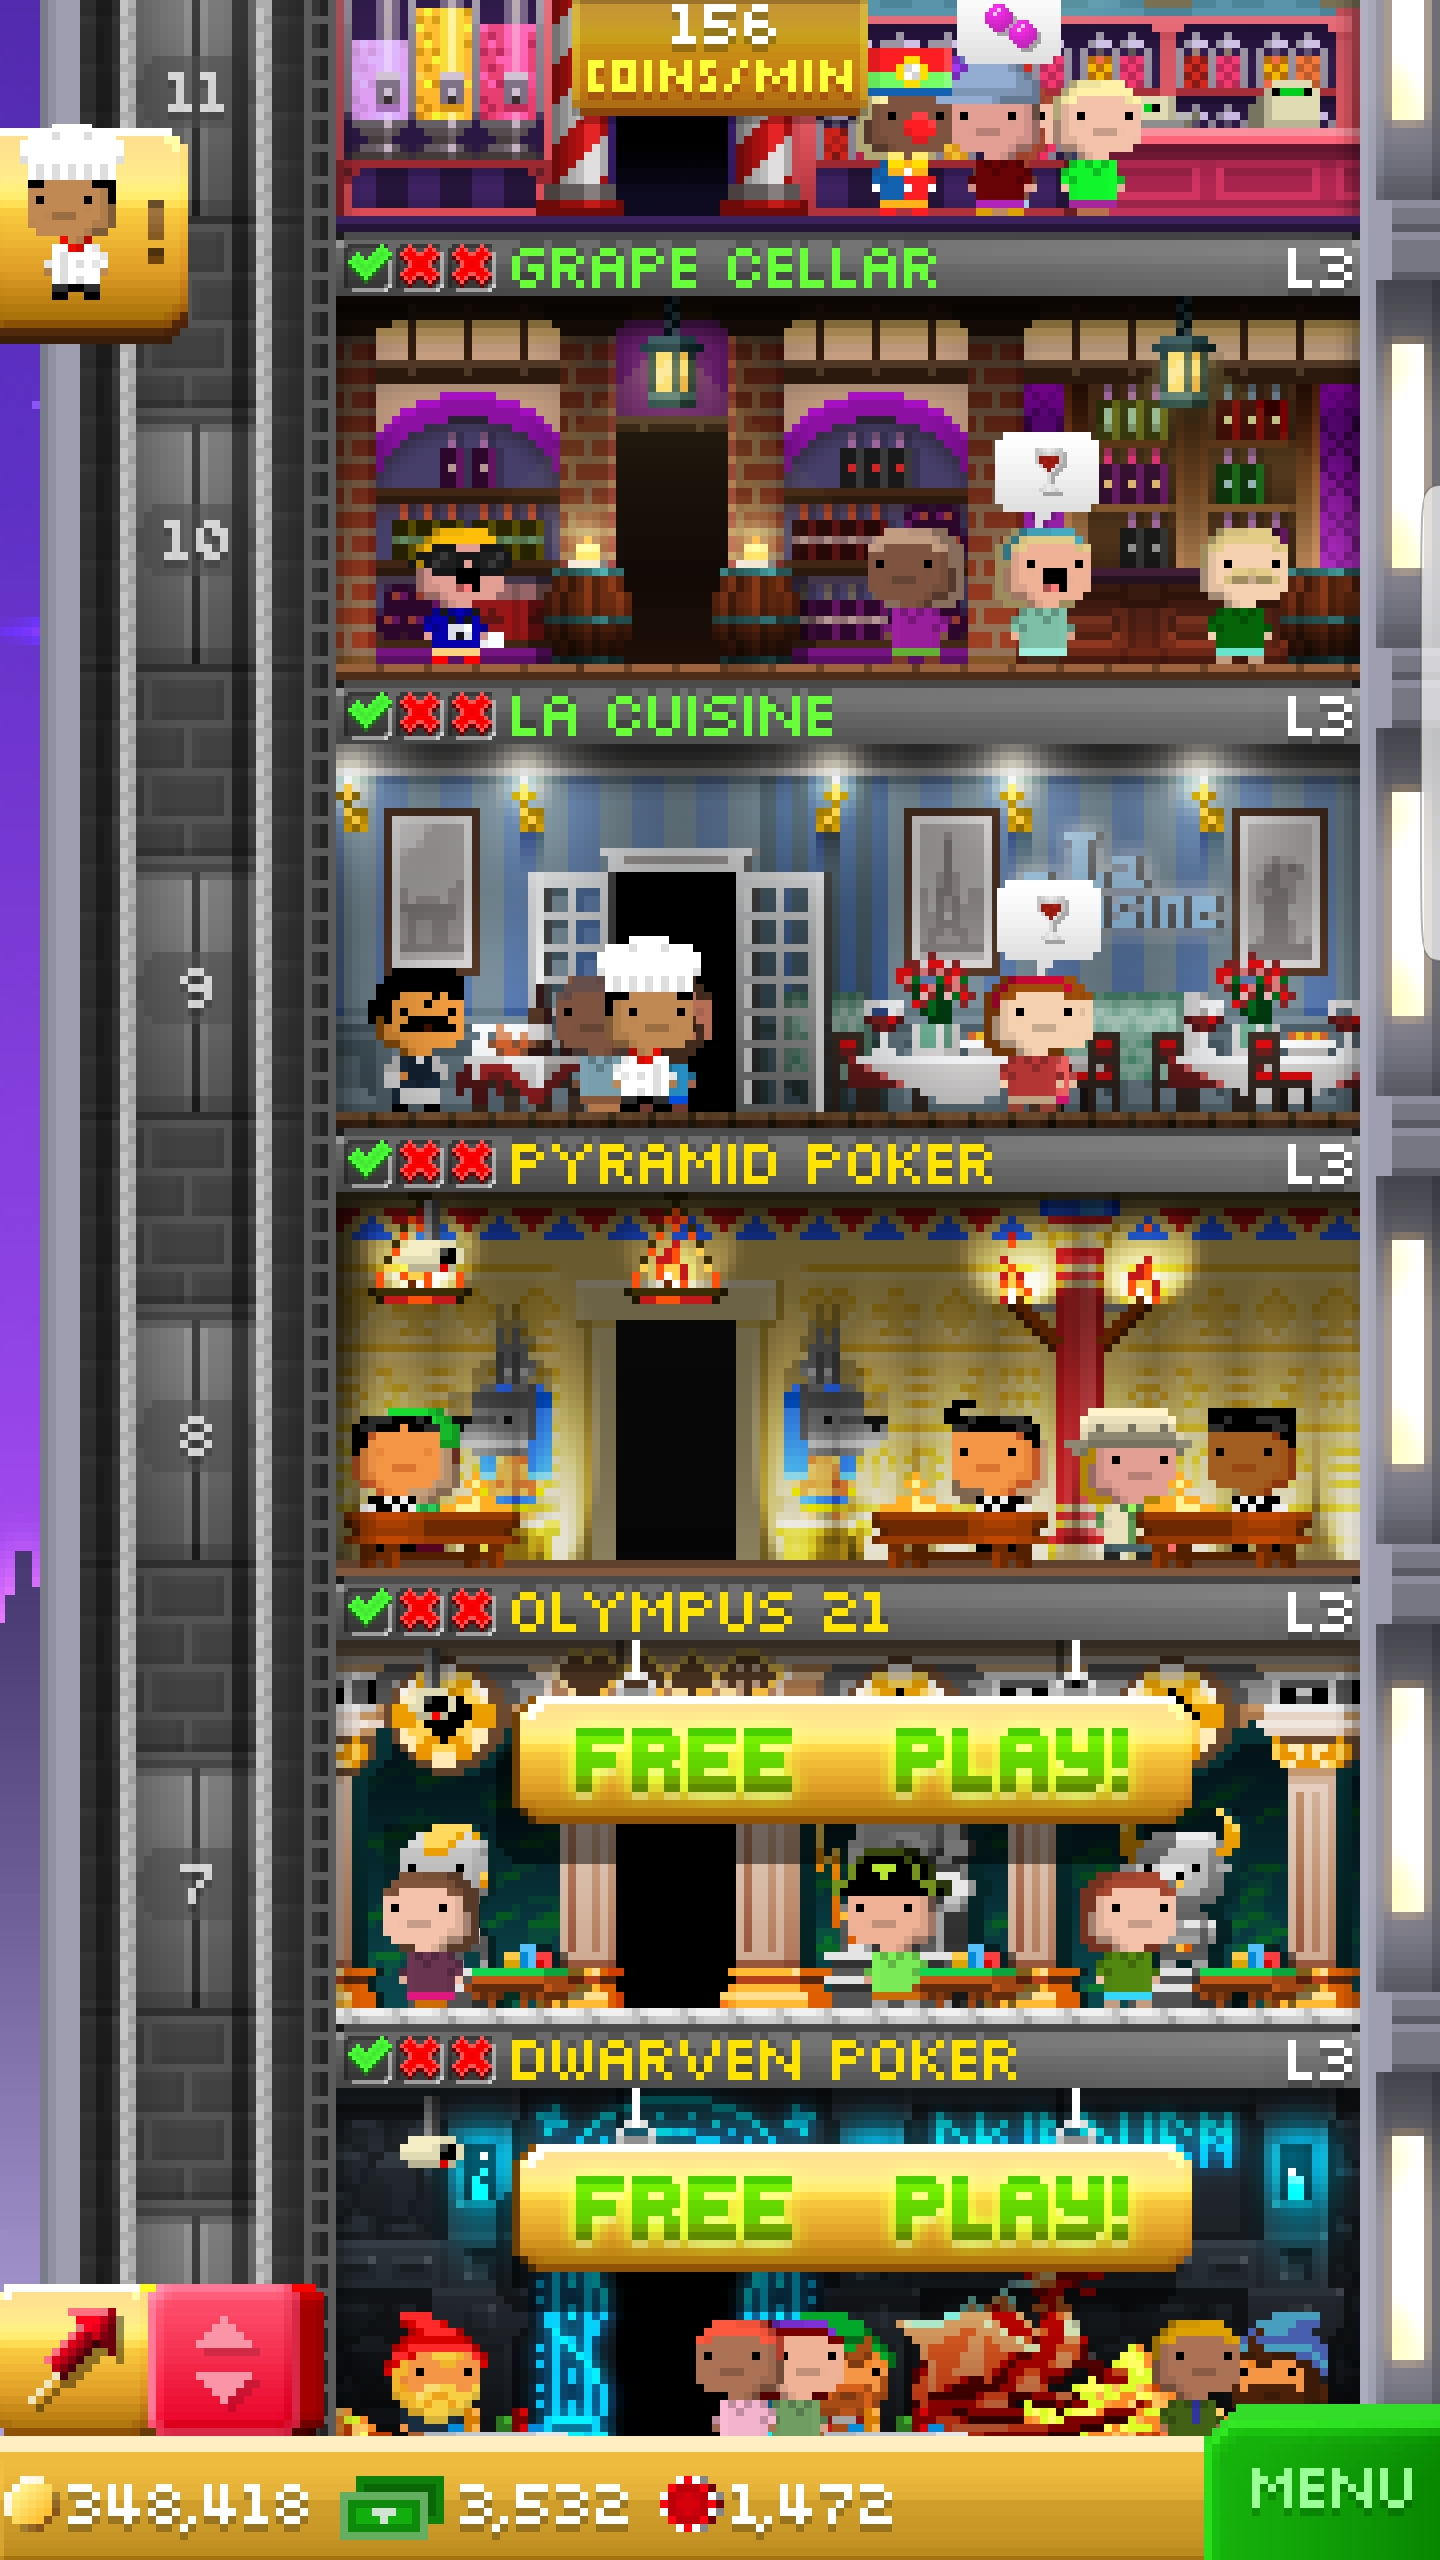 156
COINS/MIN
11
GRAPE CELLAR L3
10
LA CUISINE L3
9
PYRAMID POKER L3
8
OLYMPUS 21 L3
FREE PLAY!
7
DWARVEN POKER L3
FREE PLAY!
348,418 3,532 1,472 MENU